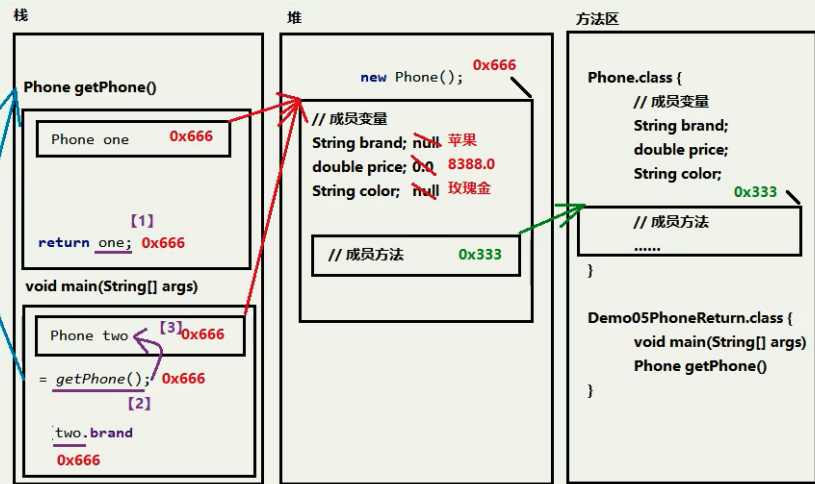 栈
Phone getPhone()
Phone one 0x666
【1】
return one; 0x666
void main(String[] args)
Phone two 【3】 0x666
= getPhone(); 0x666
【2】
two.brand
0x666
堆
new Phone(); 0x666
// 成员变量
String brand; null 苹果
double price; 0.0 8388.0
String color; null 玫瑰金
// 成员方法 0x333
方法区
Phone.class {
// 成员变量
String brand;
double price;
String color;
0x333
// 成员方法
......
}
Demo05PhoneReturn.class {
void main(String[] args)
Phone getPhone()
}